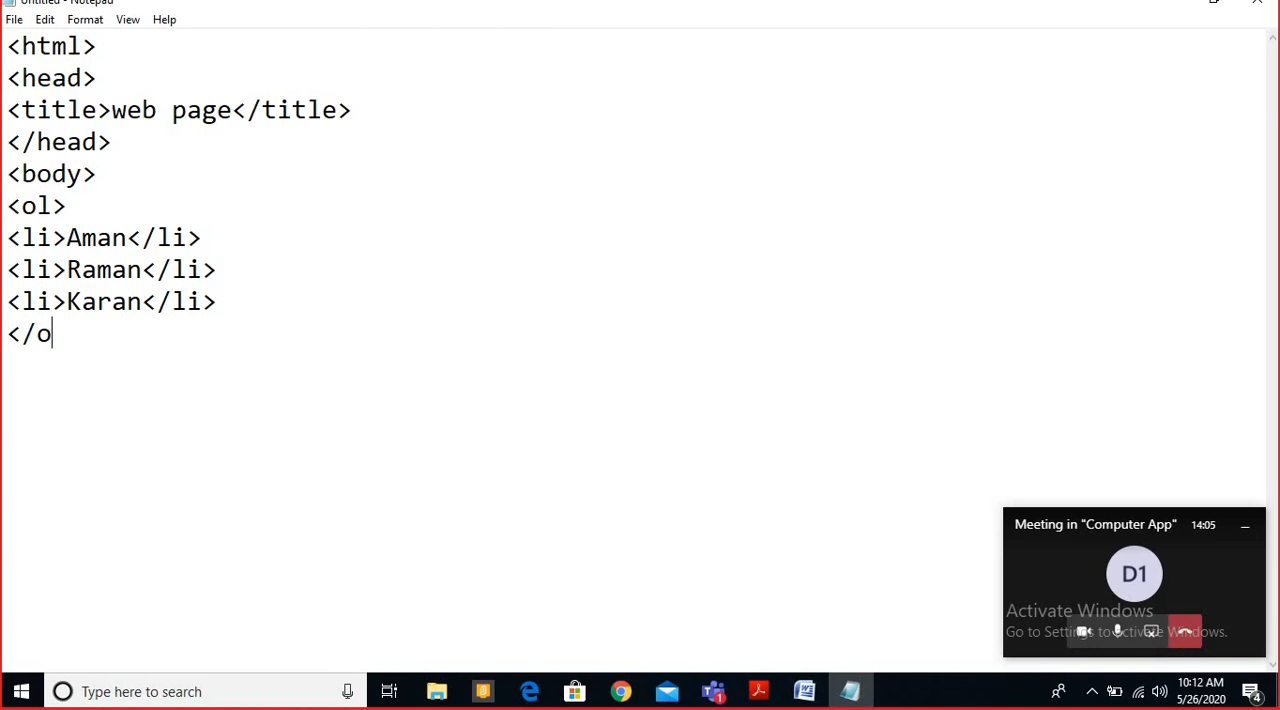 Untitled - Notepad
File Edit Format View Help
<html>
<head>
<title>web page</title>
</head>
<body>
<ol>
<li>Aman</li>
<li>Raman</li>
<li>Karan</li>
</o
Meeting in "Computer App" 14:05
D1
Activate Windows
Go to Settings to activate Windows.
Type here to search
1
10:12 AM
5/26/2020
4